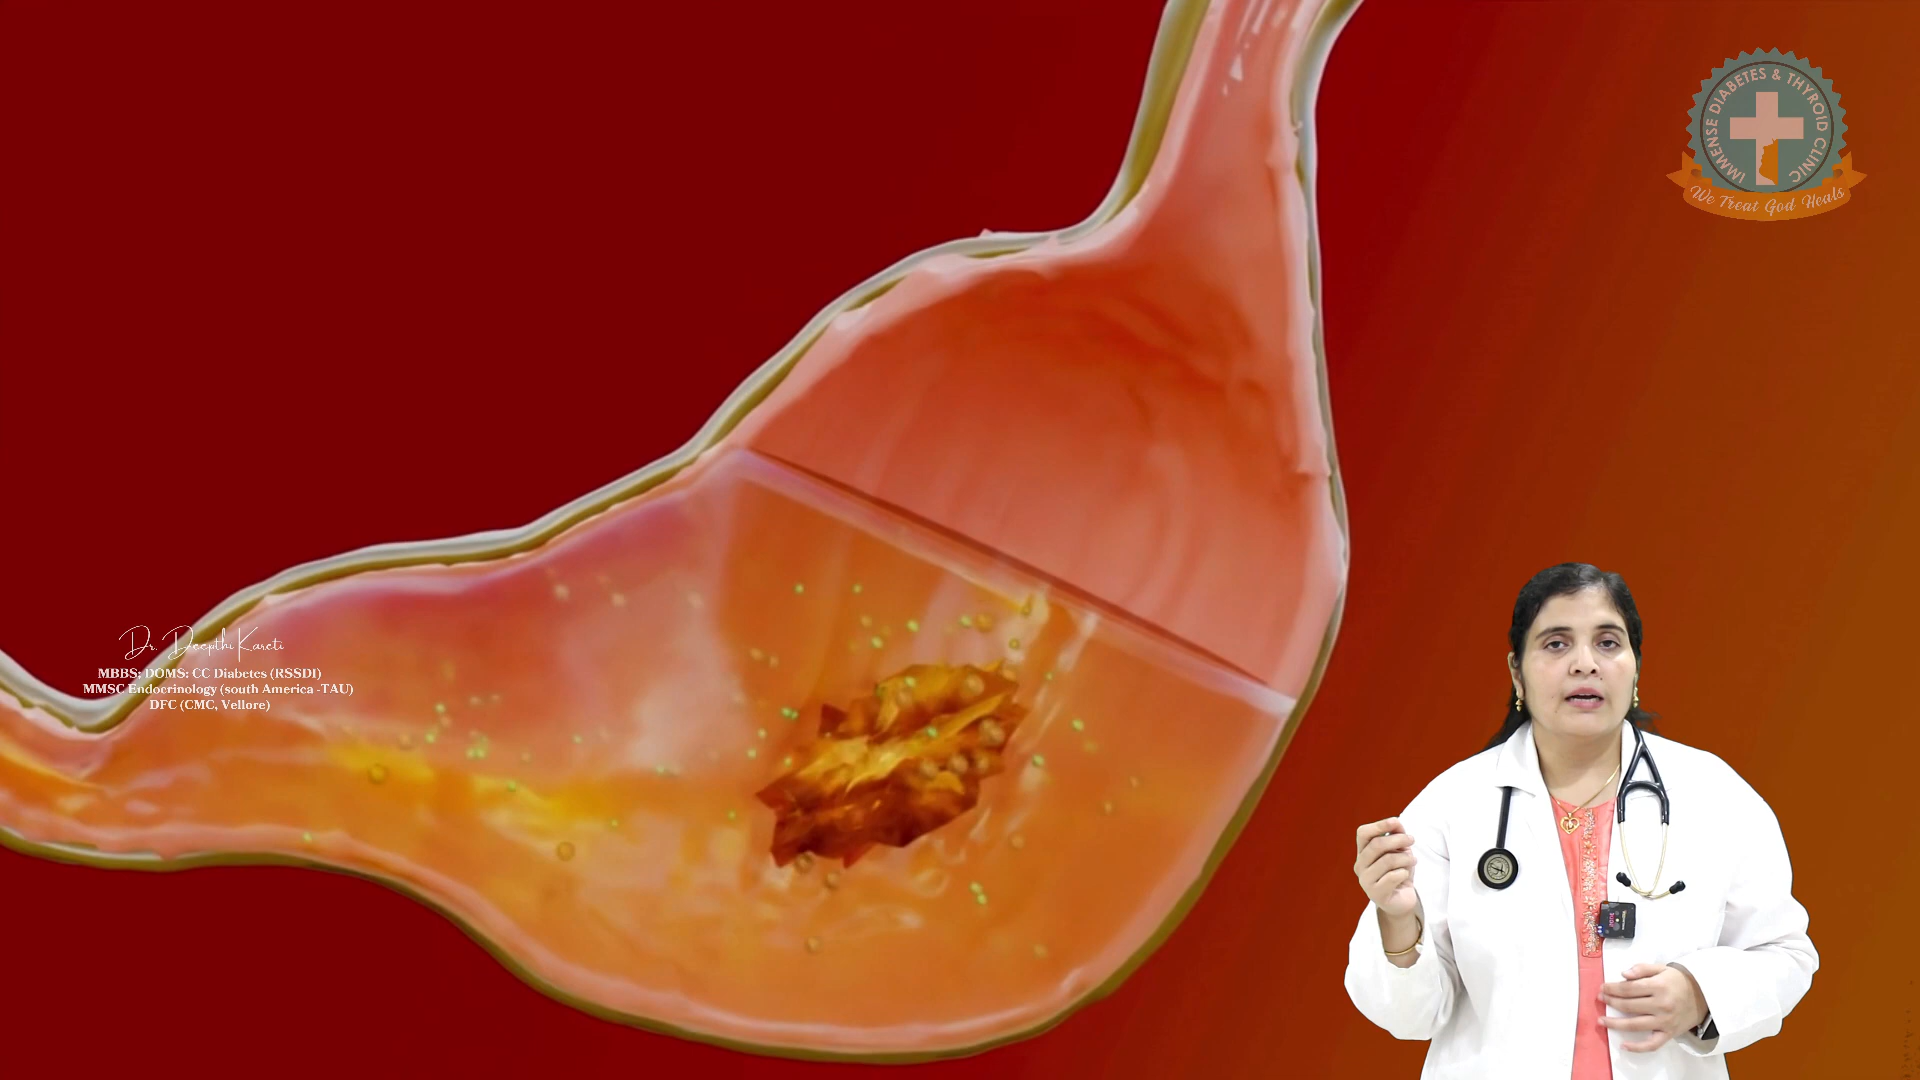 IMMENSE DIABETES & THYROID CLINIC
We Treat God Heals
Dr. Deepthi Kareti
MBBS; DOMS: CC Diabetes (RSSDI)
MMSC Endocrinology (south America -TAU)
DFC (CMC, Vellore)